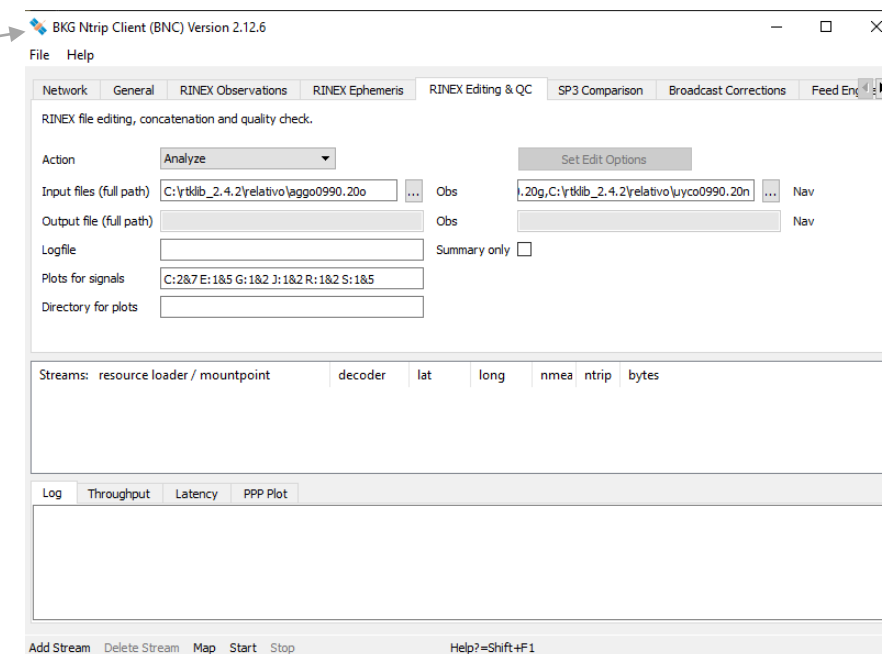 BKG Ntrip Client (BNC) Version 2.12.6
File Help
Network General RINEX Observations RINEX Ephemeris RINEX Editing & QC SP3 Comparison Broadcast Corrections Feed
RINEX file editing, concatenation and quality check.
Action Analyze Set Edit Options
Input files (full path) C:\rtklib_2.4.2\relativo\aggo0990.20o ... Obs .20g,C:\rtklib_2.4.2\relativo\uyco0990.20n ... Nav
Output file (full path) Obs Nav
Logfile Summary only
Plots for signals C:2&7 E:1&5 G:1&2 J:1&2 R:1&2 S:1&5
Directory for plots
Streams: resource loader / mountpoint decoder lat long nmea ntrip bytes
Log Throughput Latency PPP Plot
Add Stream Delete Stream Map Start Stop Help?=Shift+F1